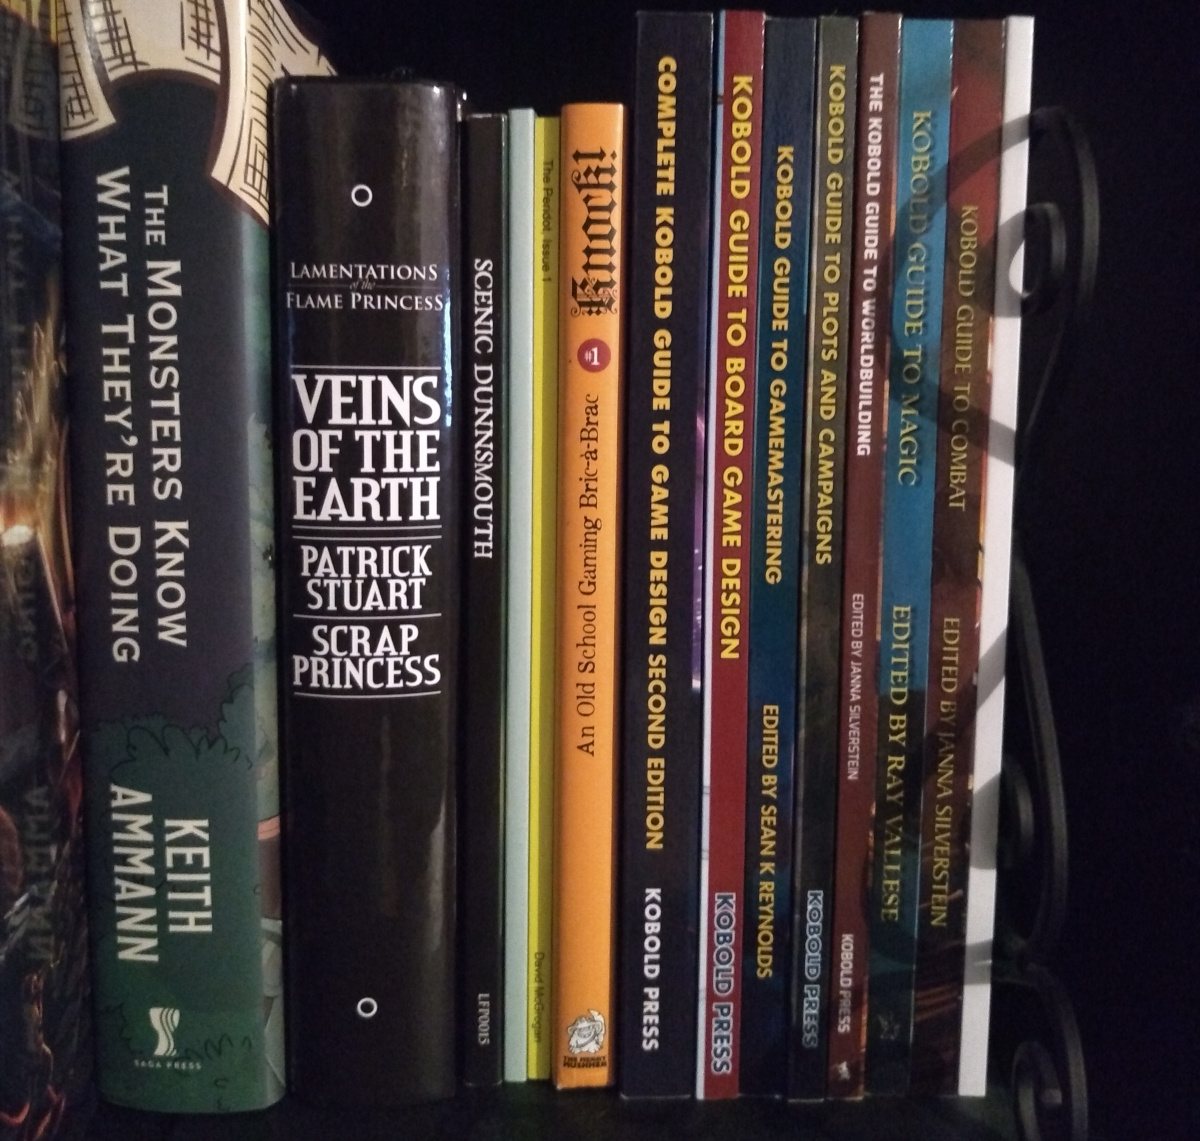 THE MONSTERS KNOW
WHAT THEY'RE DOING
KEITH
AMMANN
SAGA PRESS
LAMENTATIONS
of the
FLAME PRINCESS
VEINS
OF THE
EARTH
PATRICK
STUART
SCRAP
PRINCESS
SCENIC DUNNSMOUTH
LFP0015
The Peridot, Issue 1
David McGrogan
Knock!
#1
An Old School Gaming Bric-à-Brac
THE MERRY
MUSHMEN
COMPLETE KOBOLD GUIDE TO GAME DESIGN SECOND EDITION
KOBOLD PRESS
KOBOLD GUIDE TO BOARD GAME DESIGN
KOBOLD PRESS
KOBOLD GUIDE TO GAMEMASTERING
EDITED BY SEAN K REYNOLDS
KOBOLD GUIDE TO PLOTS AND CAMPAIGNS
KOBOLD PRESS
THE KOBOLD GUIDE TO WORLDBUILDING
EDITED BY JANNA SILVERSTEIN
KOBOLD PRESS
KOBOLD GUIDE TO MAGIC
EDITED BY RAY VALLESE
KOBOLD GUIDE TO COMBAT
EDITED BY JANNA SILVERSTEIN